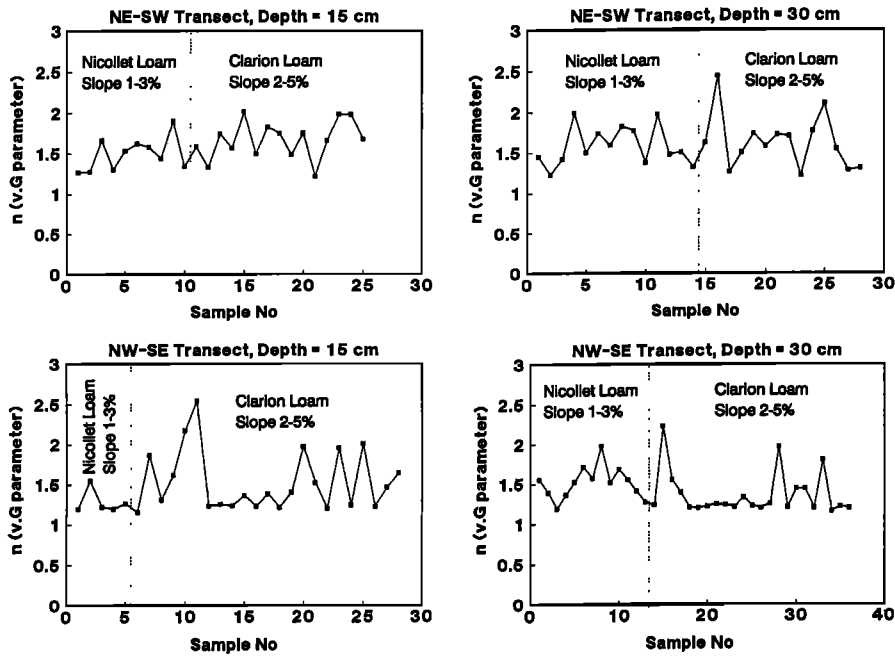 NE-SW Transect, Depth = 15 cm
3
2.5
2
1.5
1
0.5
0
n (v.G parameter)
Nicollet Loam
Slope 1-3%
Clarion Loam
Slope 2-5%
0
5
10
15
20
25
30
Sample No
NE-SW Transect, Depth = 30 cm
3
2.5
2
1.5
1
0.5
0
n (v.G parameter)
Nicollet Loam
Slope 1-3%
Clarion Loam
Slope 2-5%
0
5
10
15
20
25
30
Sample No
NW-SE Transect, Depth = 15 cm
3
2.5
2
1.5
1
0.5
0
n (v.G parameter)
Nicollet Loam
Slope 1-3%
Clarion Loam
Slope 2-5%
0
5
10
15
20
25
30
Sample No
NW-SE Transect, Depth = 30 cm
3
2.5
2
1.5
1
0.5
0
n (v.G parameter)
Nicollet Loam
Slope 1-3%
Clarion Loam
Slope 2-5%
0
10
20
30
40
Sample No